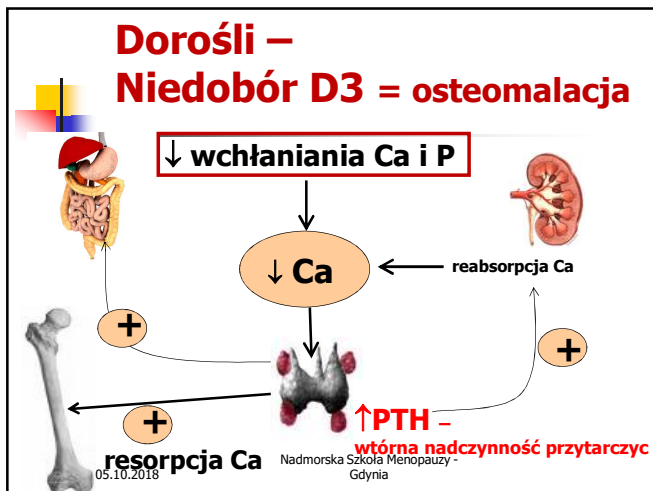 Dorośli –
Niedobór D3 = osteomalacja
↓ wchłaniania Ca i P
↓ Ca
reabsorpcja Ca
+
+
+
↑PTH –
wtórna nadczynność przytarczyc
resorpcja Ca
05.10.2018
Nadmorska Szkoła Menopauzy -
Gdynia